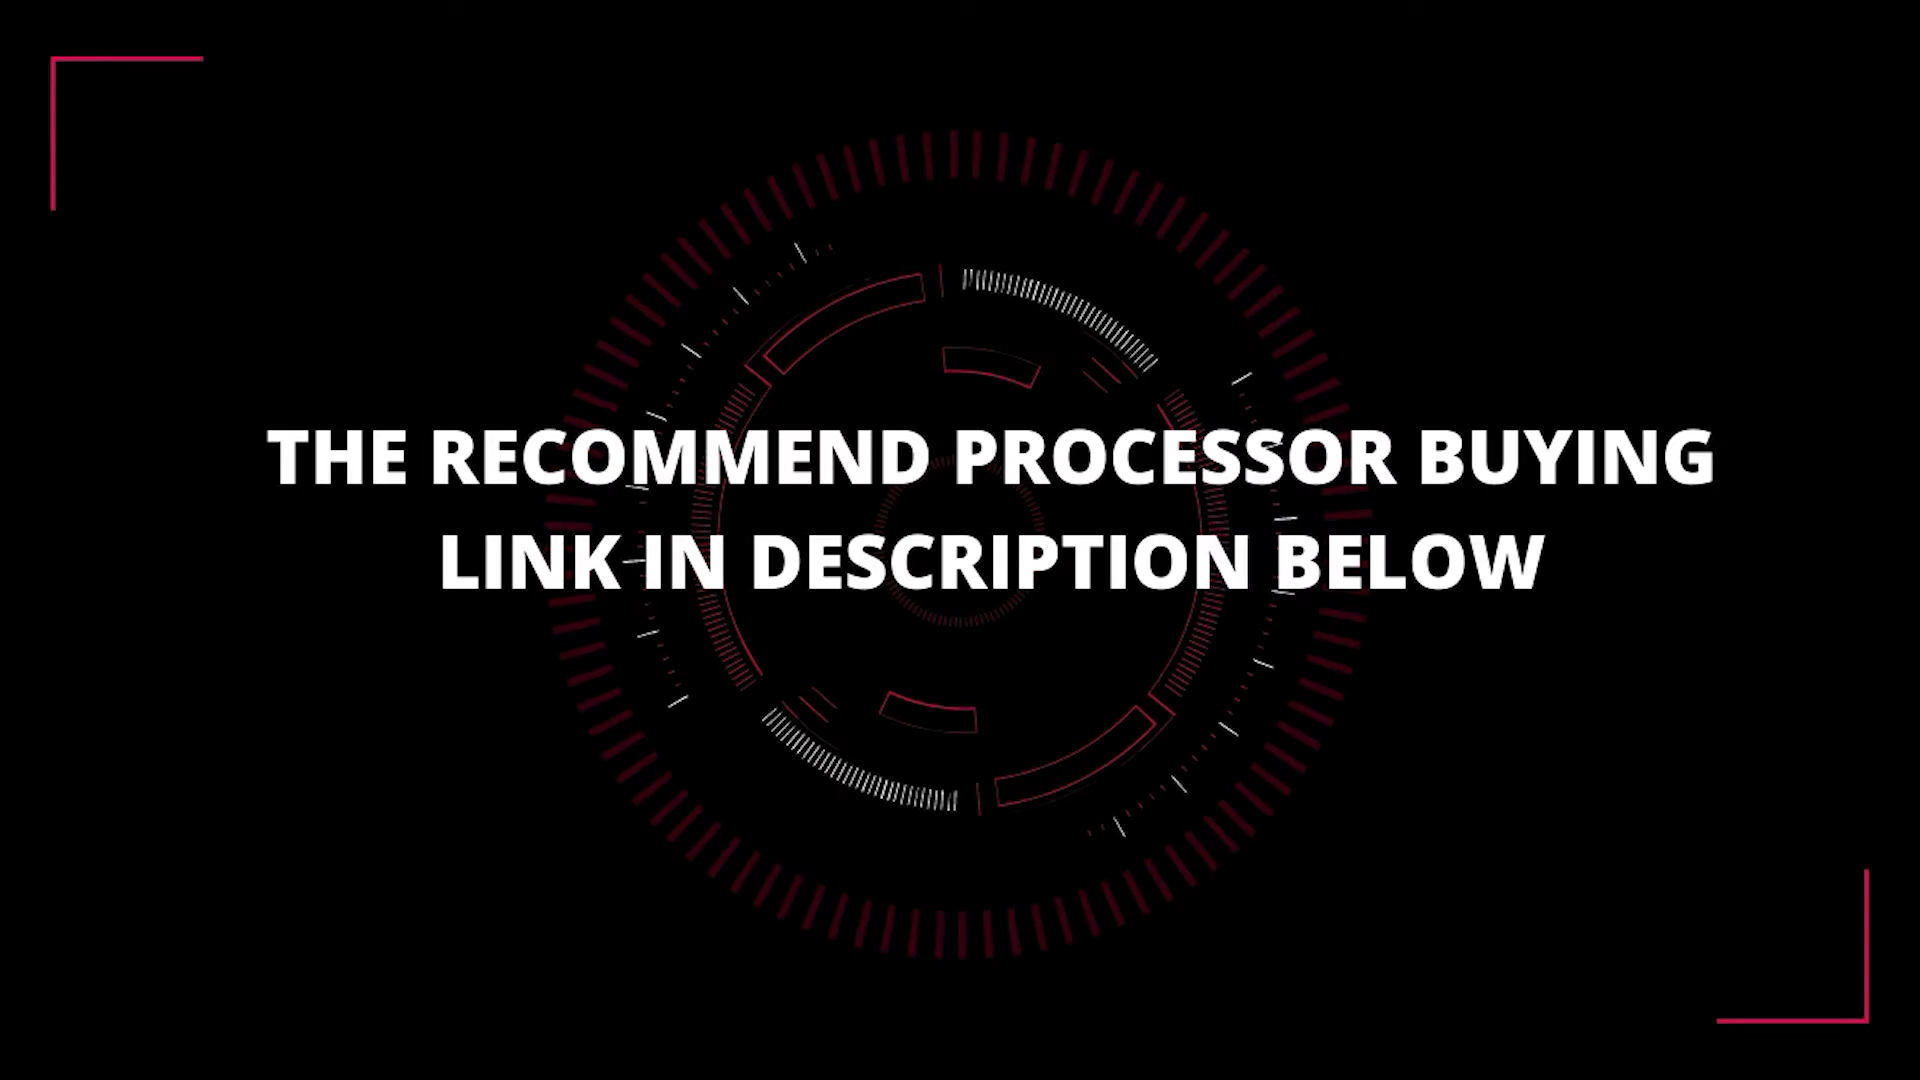 THE RECOMMEND PROCESSOR BUYING
LINK IN DESCRIPTION BELOW